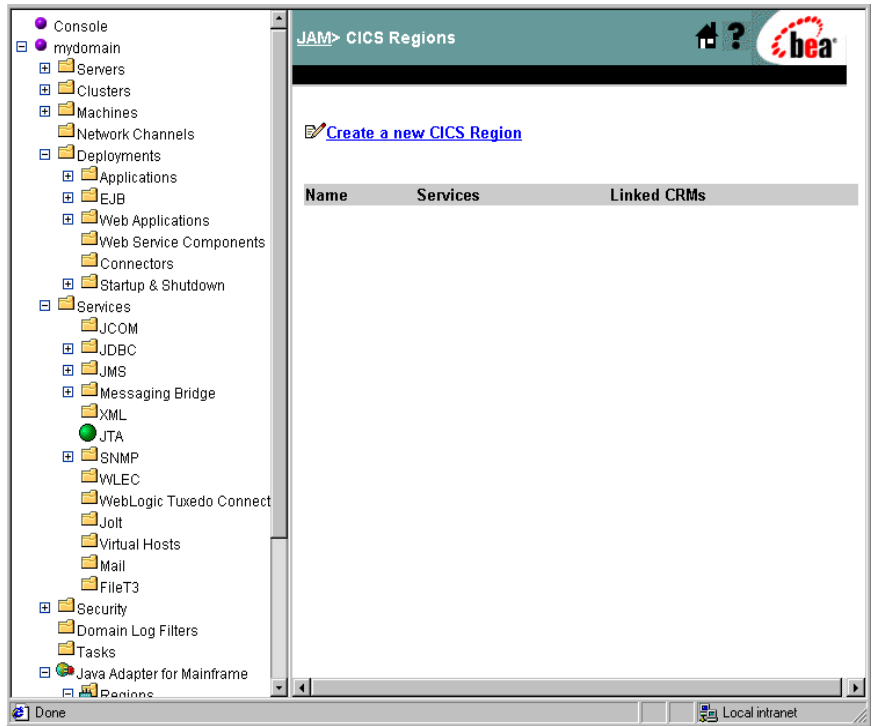 Console
mydomain
Servers
Clusters
Machines
Network Channels
Deployments
Applications
EJB
Web Applications
Web Service Components
Connectors
Startup & Shutdown
Services
JCOM
JDBC
JMS
Messaging Bridge
XML
JTA
SNMP
WLEC
WebLogic Tuxedo Connect
Jolt
Virtual Hosts
Mail
FileT3
Security
Domain Log Filters
Tasks
Java Adapter for Mainframe
Regions
JAM> CICS Regions
?
bea
Create a new CICS Region
Name Services Linked CRMs
Done
Local intranet